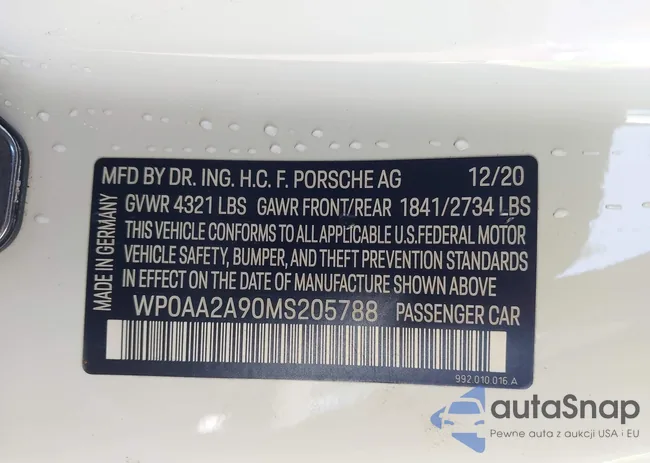 MFD BY DR. ING. H.C. F. PORSCHE AG 12/20
GVWR 4321 LBS GAWR FRONT/REAR 1841/2734 LBS
THIS VEHICLE CONFORMS TO ALL APPLICABLE U.S.FEDERAL MOTOR
VEHICLE SAFETY, BUMPER, AND THEFT PREVENTION STANDARDS
IN EFFECT ON THE DATE OF MANUFACTURE SHOWN ABOVE
WP0AA2A90MS205788 PASSENGER CAR
992.010.016 A
MADE IN GERMANY
autaSnap
Pewne auta z aukcji USA i EU